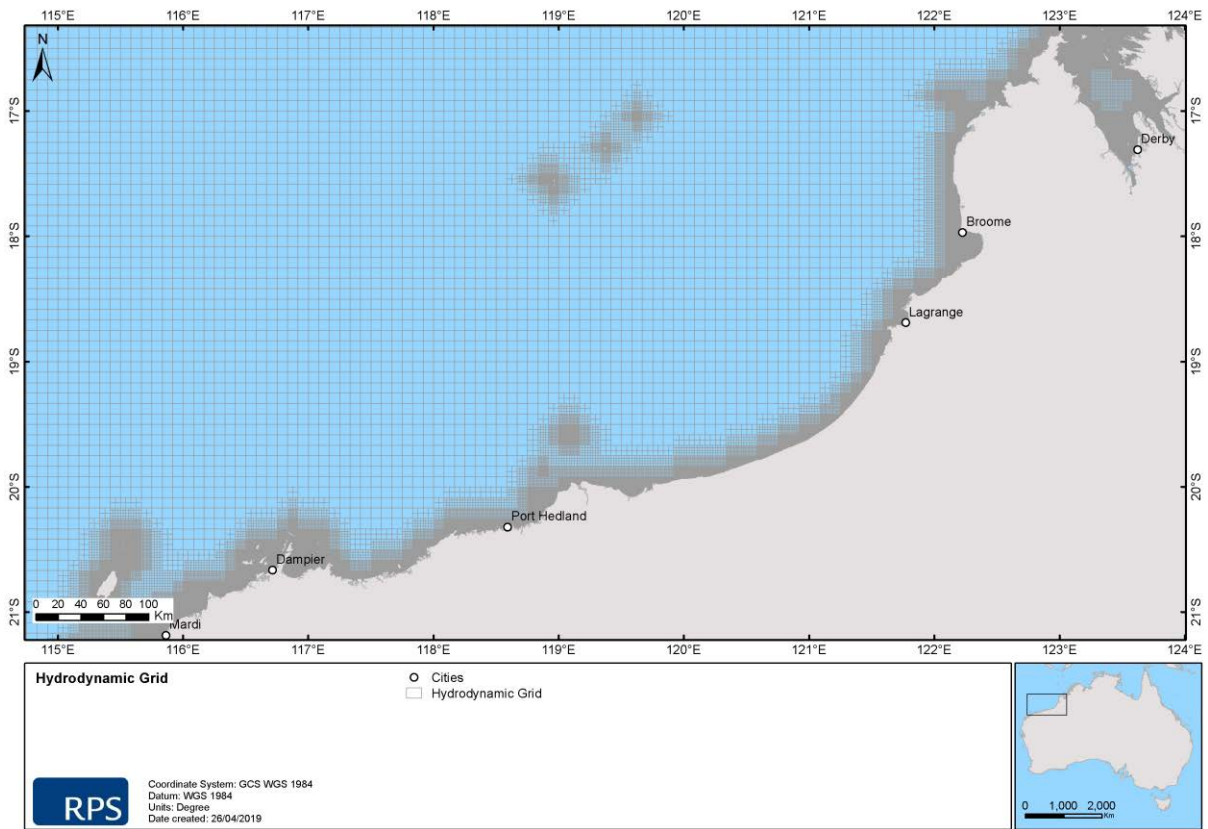 115°E 116°E 117°E 118°E 119°E 120°E 121°E 122°E 123°E 124°E
N
17°S 17°S
Derby
18°S 18°S
Broome
Lagrange
19°S 19°S
20°S 20°S
Port Hedland
Dampier
21°S 21°S
0 20 40 60 80 100
Km
Mardi
115°E 116°E 117°E 118°E 119°E 120°E 121°E 122°E 123°E 124°E
Hydrodynamic Grid
Cities
Hydrodynamic Grid
RPS
Coordinate System: GCS WGS 1984
Datum: WGS 1984
Units: Degree
Date created: 26/04/2019
0 1,000 2,000
Km